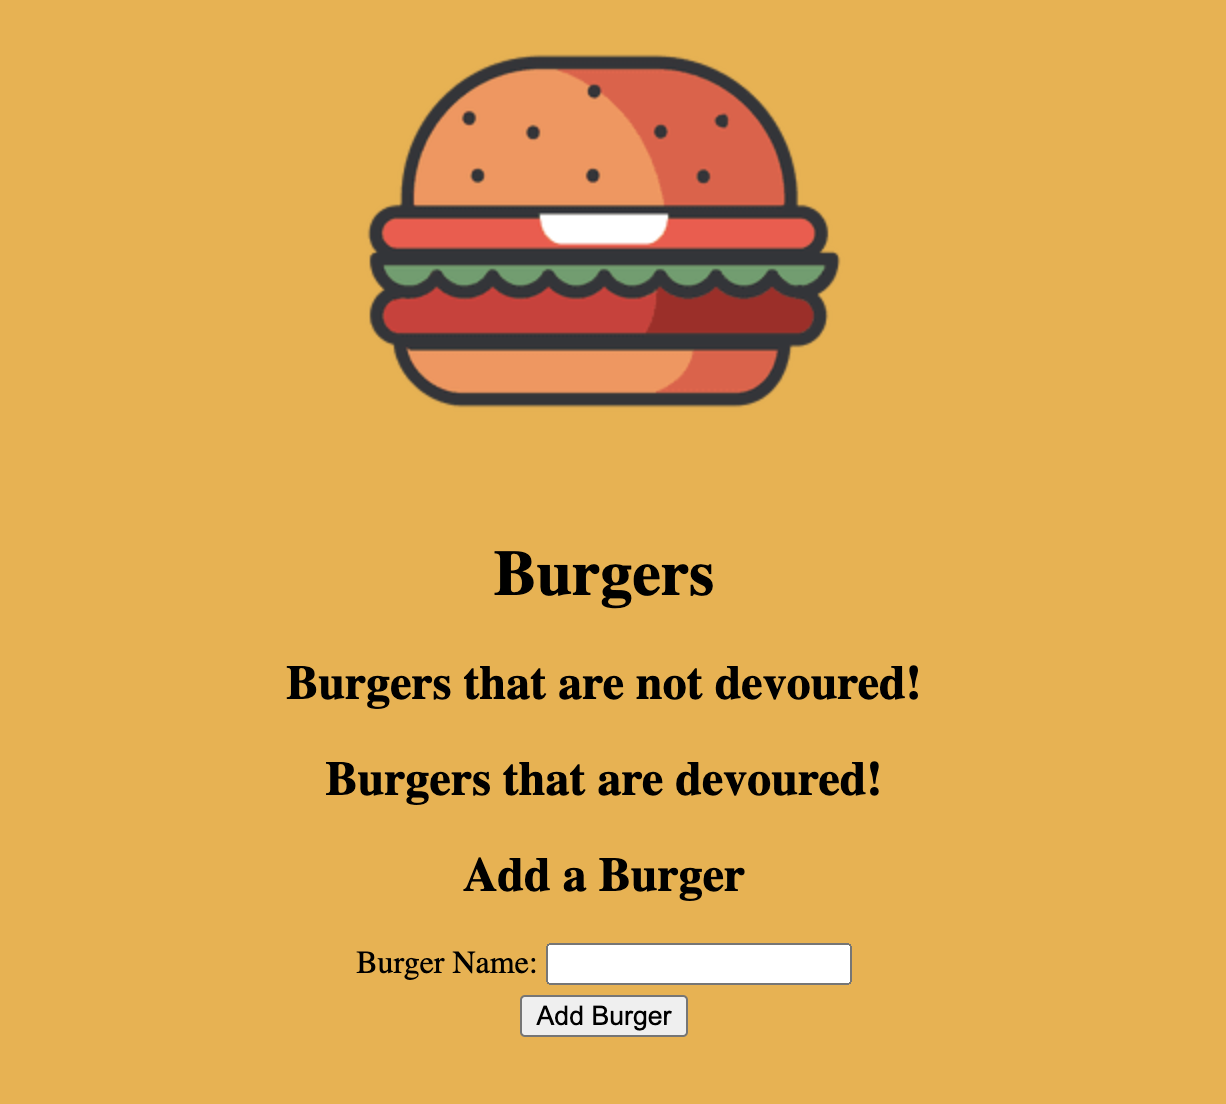 Burgers
Burgers that are not devoured!
Burgers that are devoured!
Add a Burger
Burger Name:
Add Burger